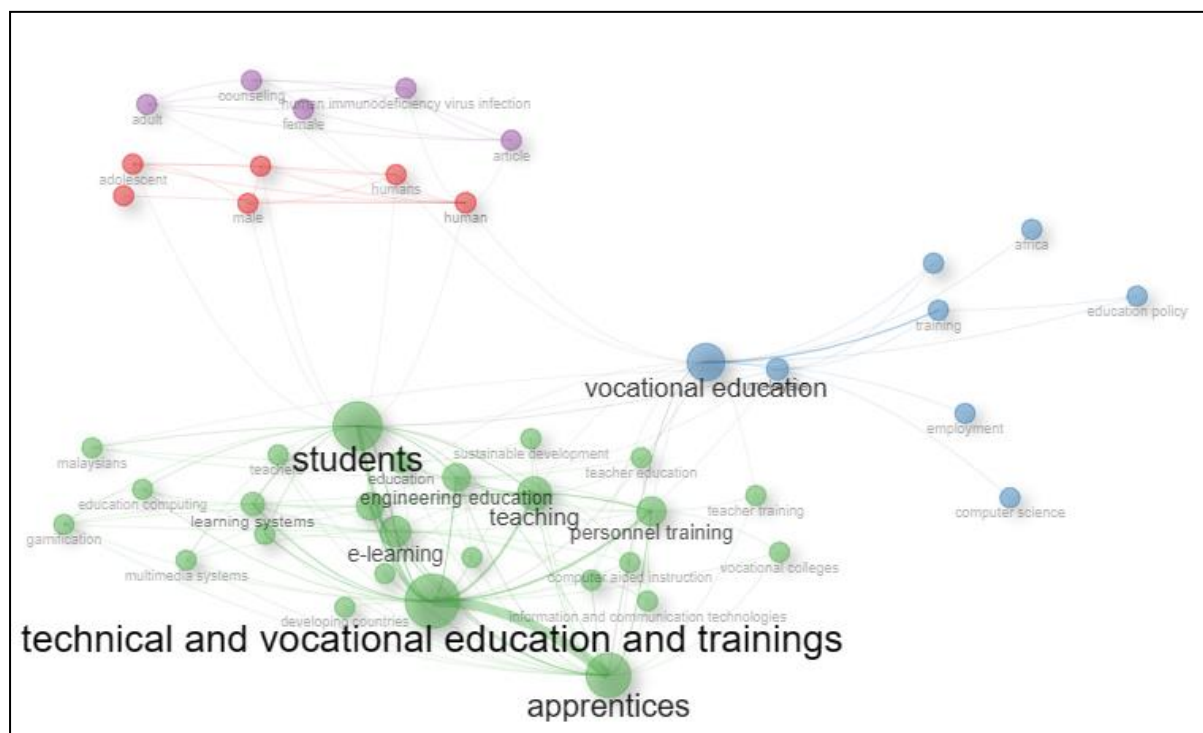 counseling
human immunodeficiency virus infection
adult
female
article
adolescent
humans
male
human
africa
education policy
training
vocational education
employment
students
malaysians
teachers
sustainable development
teacher education
education
engineering education
education computing
learning systems
teaching
teacher training
computer science
gamification
personnel training
e-learning
multimedia systems
computer aided instruction
vocational colleges
developing countries
information and communication technologies
technical and vocational education and trainings
apprentices